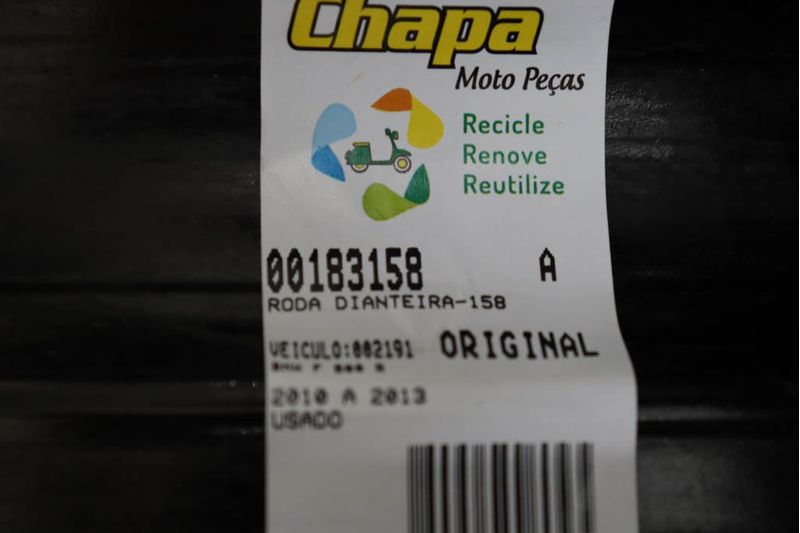 Chapa
Moto Peças
Recicle
Renove
Reutilize
00183158 A
RODA DIANTEIRA-158
VEICULO:002191 ORIGINAL
2010 A 2013
USADO